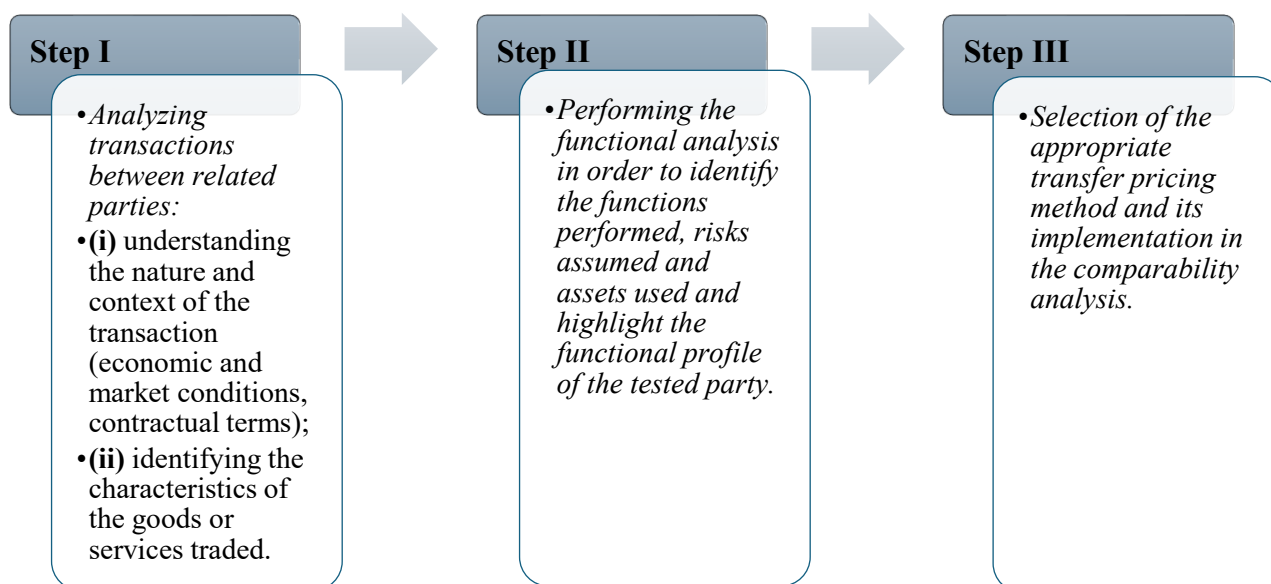 Step I
•Analyzing
transactions
between related
parties:
•(i) understanding
the nature and
context of the
transaction
(economic and
market conditions,
contractual terms);
•(ii) identifying the
characteristics of
the goods or
services traded.
Step II
•Performing the
functional analysis
in order to identify
the functions
performed, risks
assumed and
assets used and
highlight the
functional profile
of the tested party.
Step III
•Selection of the
appropriate
transfer pricing
method and its
implementation in
the comparability
analysis.